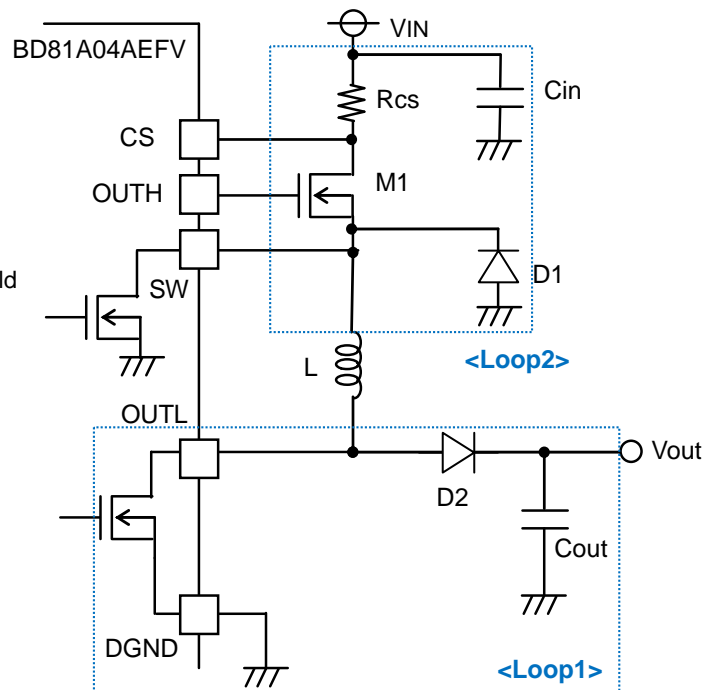 VIN
BD81A04AEFV
Rcs
Cin
CS
M1
OUTH
ld
SW
D1
<Loop2>
L
OUTL
Vout
D2
Cout
DGND
<Loop1>